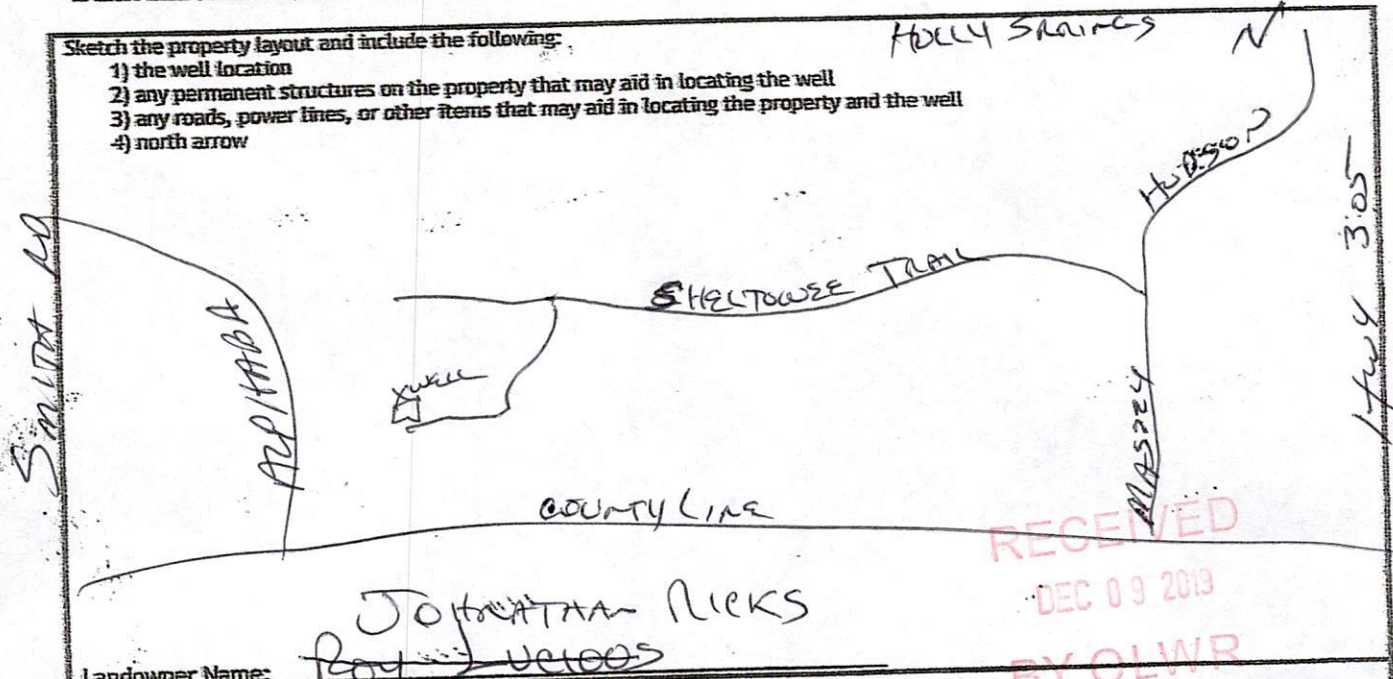 Sketch the property layout and include the following:
1) the well location
2) any permanent structures on the property that may aid in locating the well
3) any roads, power lines, or other items that may aid in locating the property and the well
4) north arrow
HOLLY SPRINGS
N
HUDSON
HWY 305
SHELTOWEE TRAIL
ALPHABA
X WELL
MASSEY
COUNTY LINE
RECEIVED
DEC 09 2019
BY OLWR
JOHNATHAN RICKS
Landowner Name: